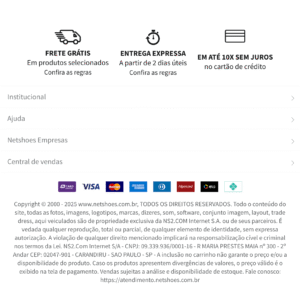 FRETE GRÁTIS
Em produtos selecionados
Confira as regras
ENTREGA EXPRESSA
A partir de 2 dias úteis
Confira as regras
EM ATÉ 10X SEM JUROS
no cartão de crédito
Institucional
Ajuda
Netshoes Empresas
Central de vendas
VISA
Copyright © 2000 - 2025 www.netshoes.com.br, TODOS OS DIREITOS RESERVADOS. Todo o conteúdo do
site, todas as fotos, imagens, logotipos, marcas, dizeres, som, software, conjunto imagem, layout, trade
dress, aqui veiculados são de propriedade exclusiva da NS2.COM Internet S.A. ou de seus parceiros. É
vedada qualquer reprodução, total ou parcial, de qualquer elemento de identidade, sem expressa
autorização. A violação de qualquer direito mencionado implicará na responsabilização cível e criminal
nos termos da Lei. NS2.Com Internet S/A - CNPJ: 09.339.936/0001-16 - R MARIA PRESTES MAIA nº 300 - 2º
Andar CEP: 02047-901 - CARANDIRU - SAO PAULO - SP - A inclusão no carrinho não garante o preço e/ou a
disponibilidade do produto. Caso os produtos apresentem divergências de valores, o preço válido é o
exibido na tela de pagamento. Vendas sujeitas a análise e disponibilidade de estoque. Fale conosco:
https://atendimento.netshoes.com.br